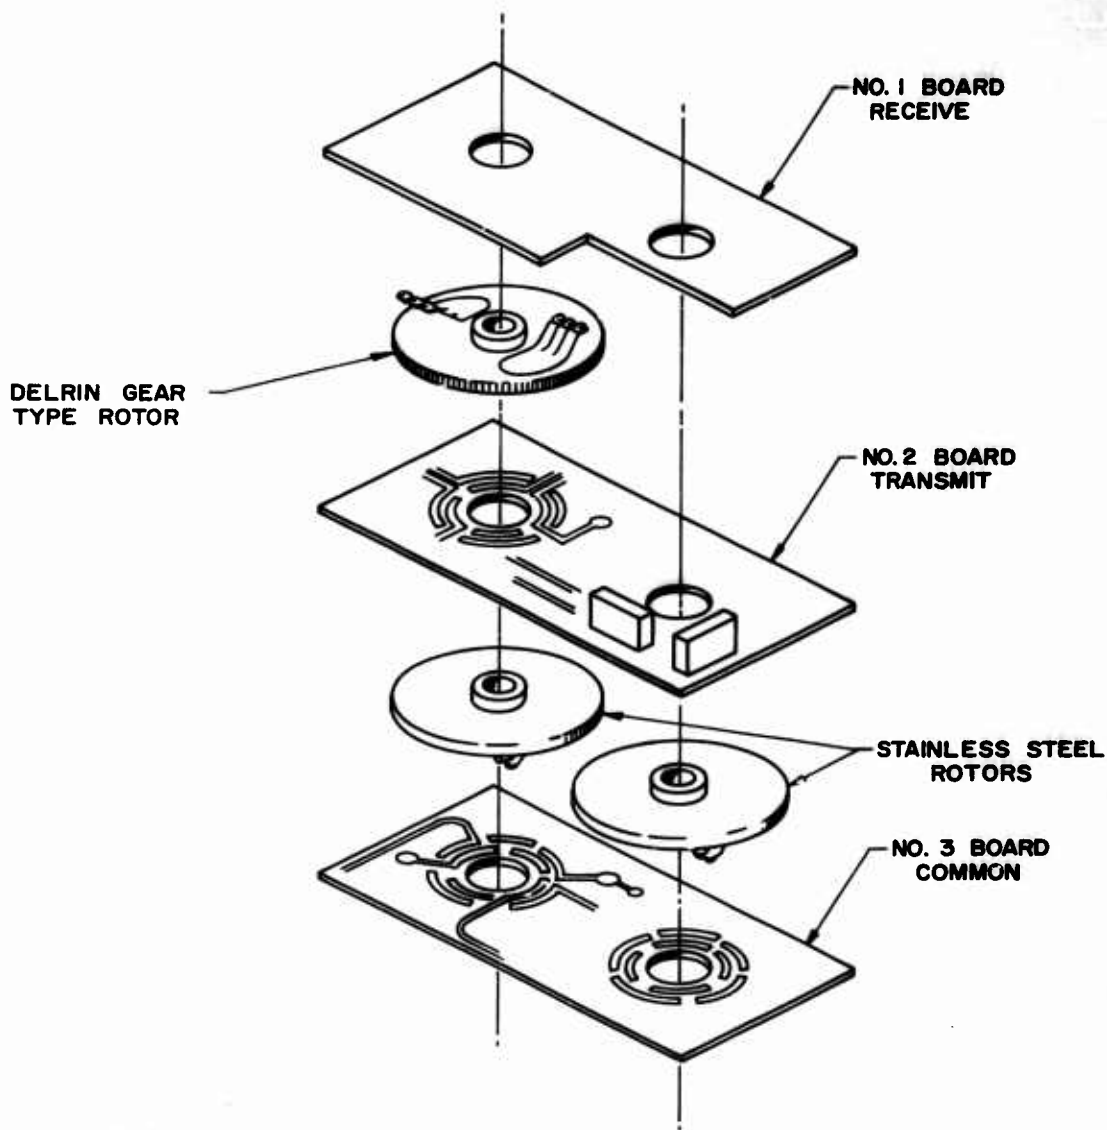 NO. 1 BOARD
RECEIVE
DELRIN GEAR
TYPE ROTOR
NO. 2 BOARD
TRANSMIT
STAINLESS STEEL
ROTORS
NO. 3 BOARD
COMMON